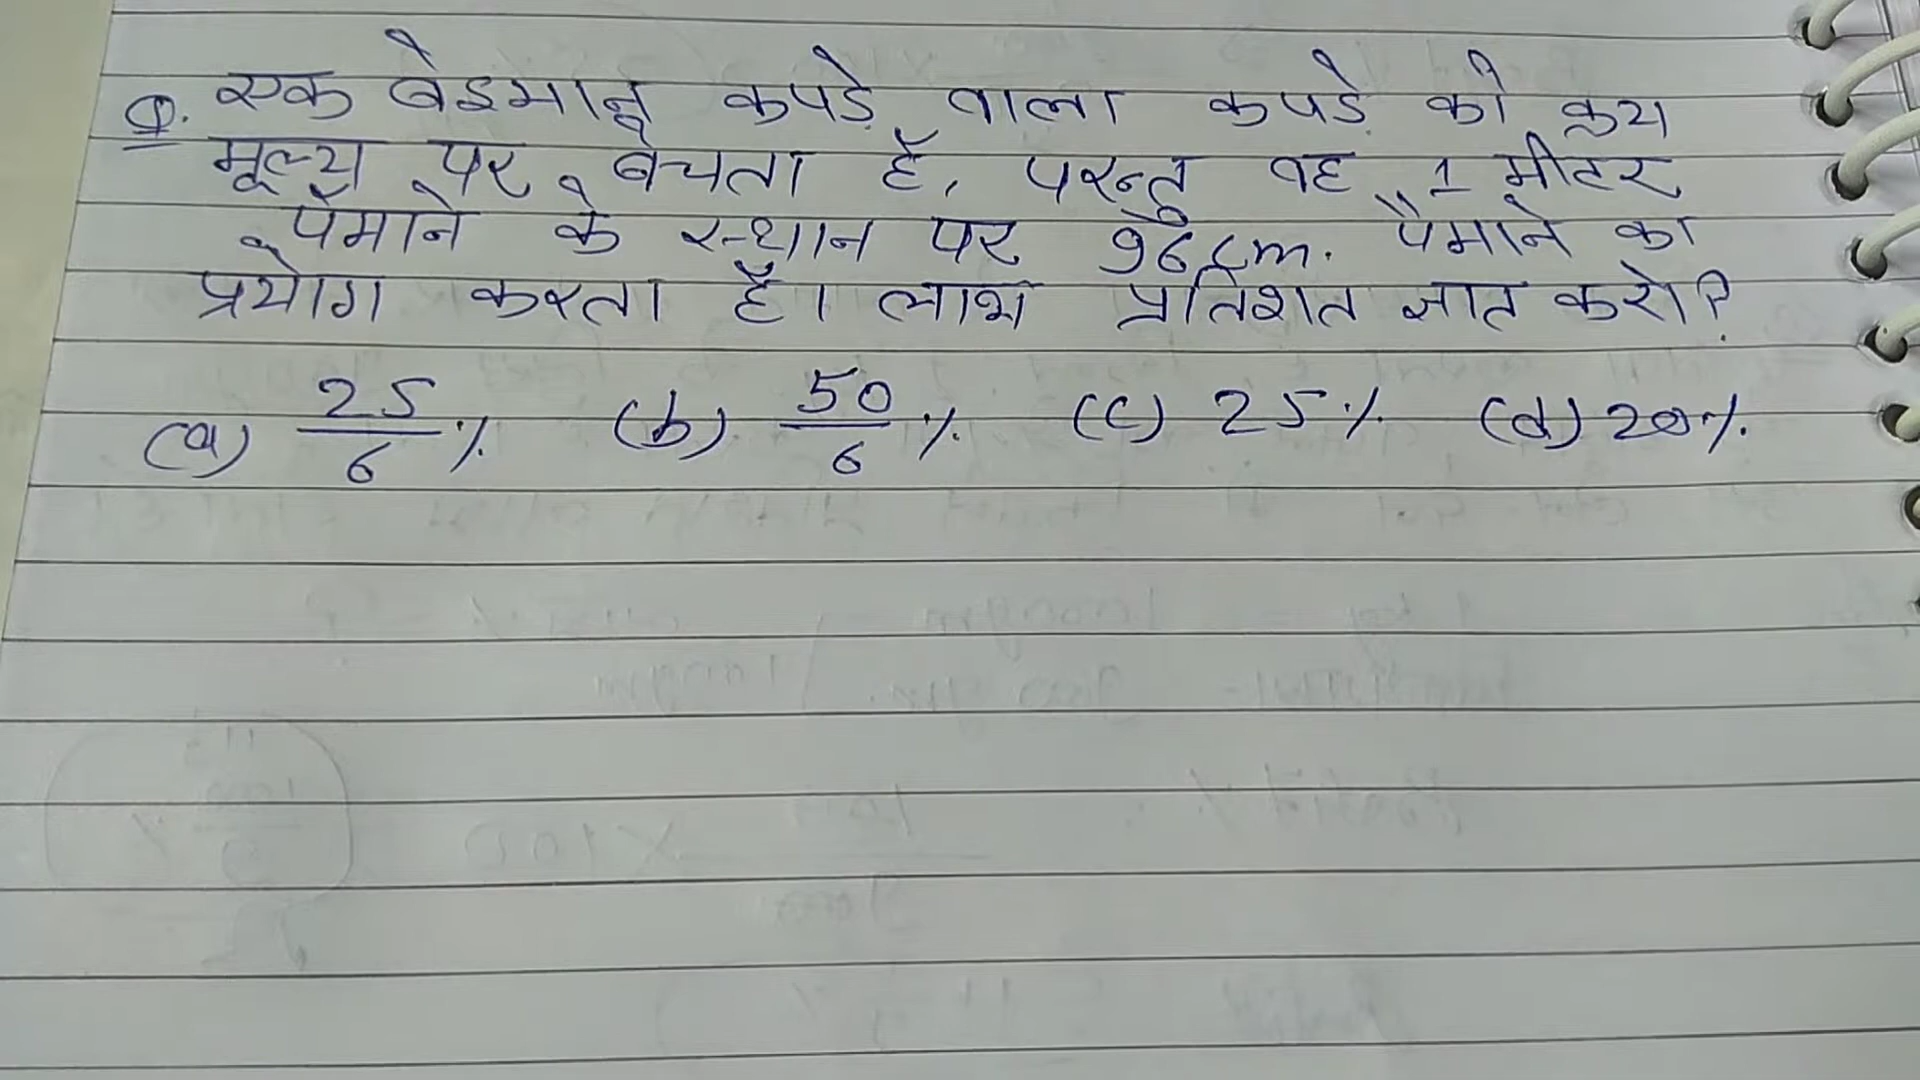 Q. एक बेइमान कपड़े वाला कपड़े को क्रय
मूल्य पर बेचता है, परन्तु वह 1 मीटर
पैमाने के स्थान पर 96 cm. पैमाने का
प्रयोग करता है। लाभ प्रतिशत ज्ञात करो?
(a) 25/6 % (b) 50/6 % (c) 25% (d) 20%